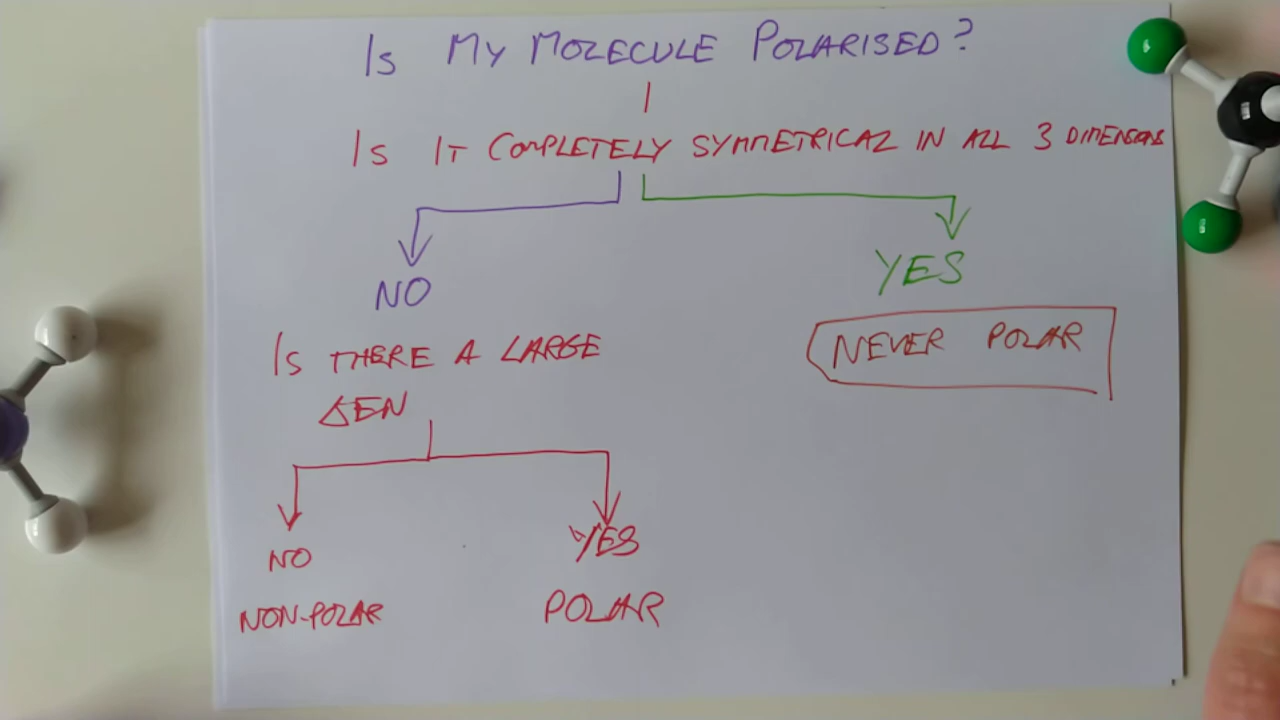 Is MY MOLECULE POLARISED?
Is IT COMPLETELY SYMMETRICAL IN ALL 3 DIMENSIONS
NO
YES
Is THERE A LARGE
ΔEN
NEVER POLAR
NO
YES
NON-POLAR
POLAR